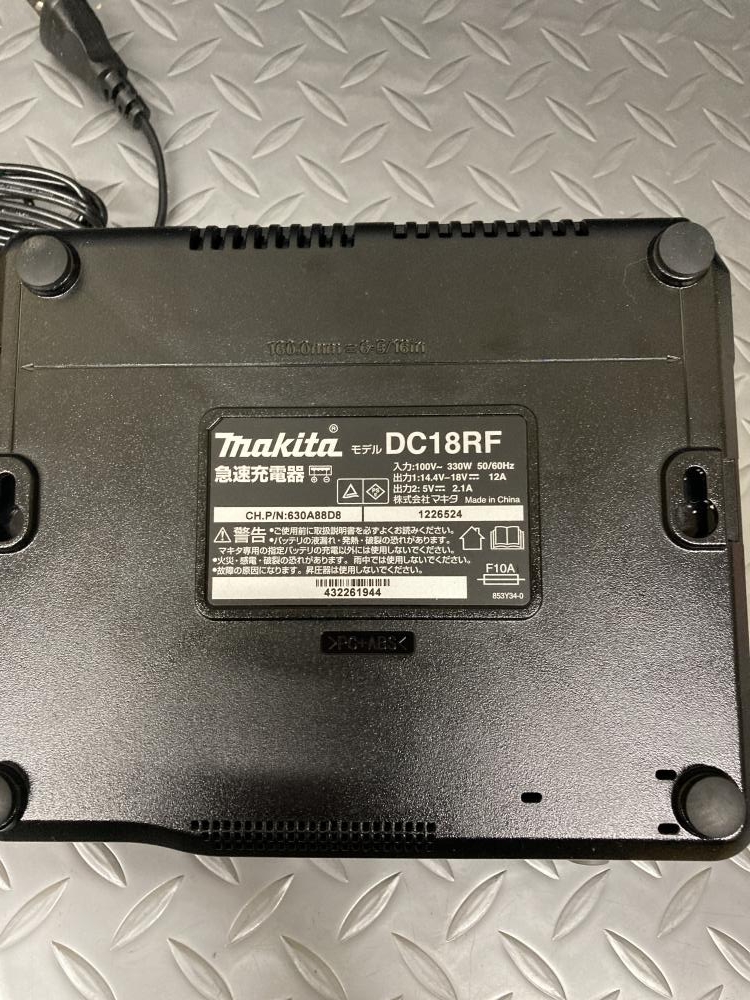 160.0mm=6-5/16in
makita® モデル DC18RF
急速充電器
入力:100V~ 330W 50/60Hz
出力1:14.4V-18V⎓ 12A
出力2: 5V⎓ 2.1A
株式会社マキタ Made in China
CH.P/N:630A88D8 1226524
警告
•ご使用前に取扱説明書を必ずよくお読みください。
•バッテリの液漏れ・発熱・破裂の恐れがあります。
マキタ専用の指定バッテリの充電以外には使用しないでください。
•火災・感電・破裂の恐れがあります。雨中では使用しないでください。
•故障の原因になります。昇圧器は使用しないでください。
F10A
432261944
853Y34-0
>PC+ABS<